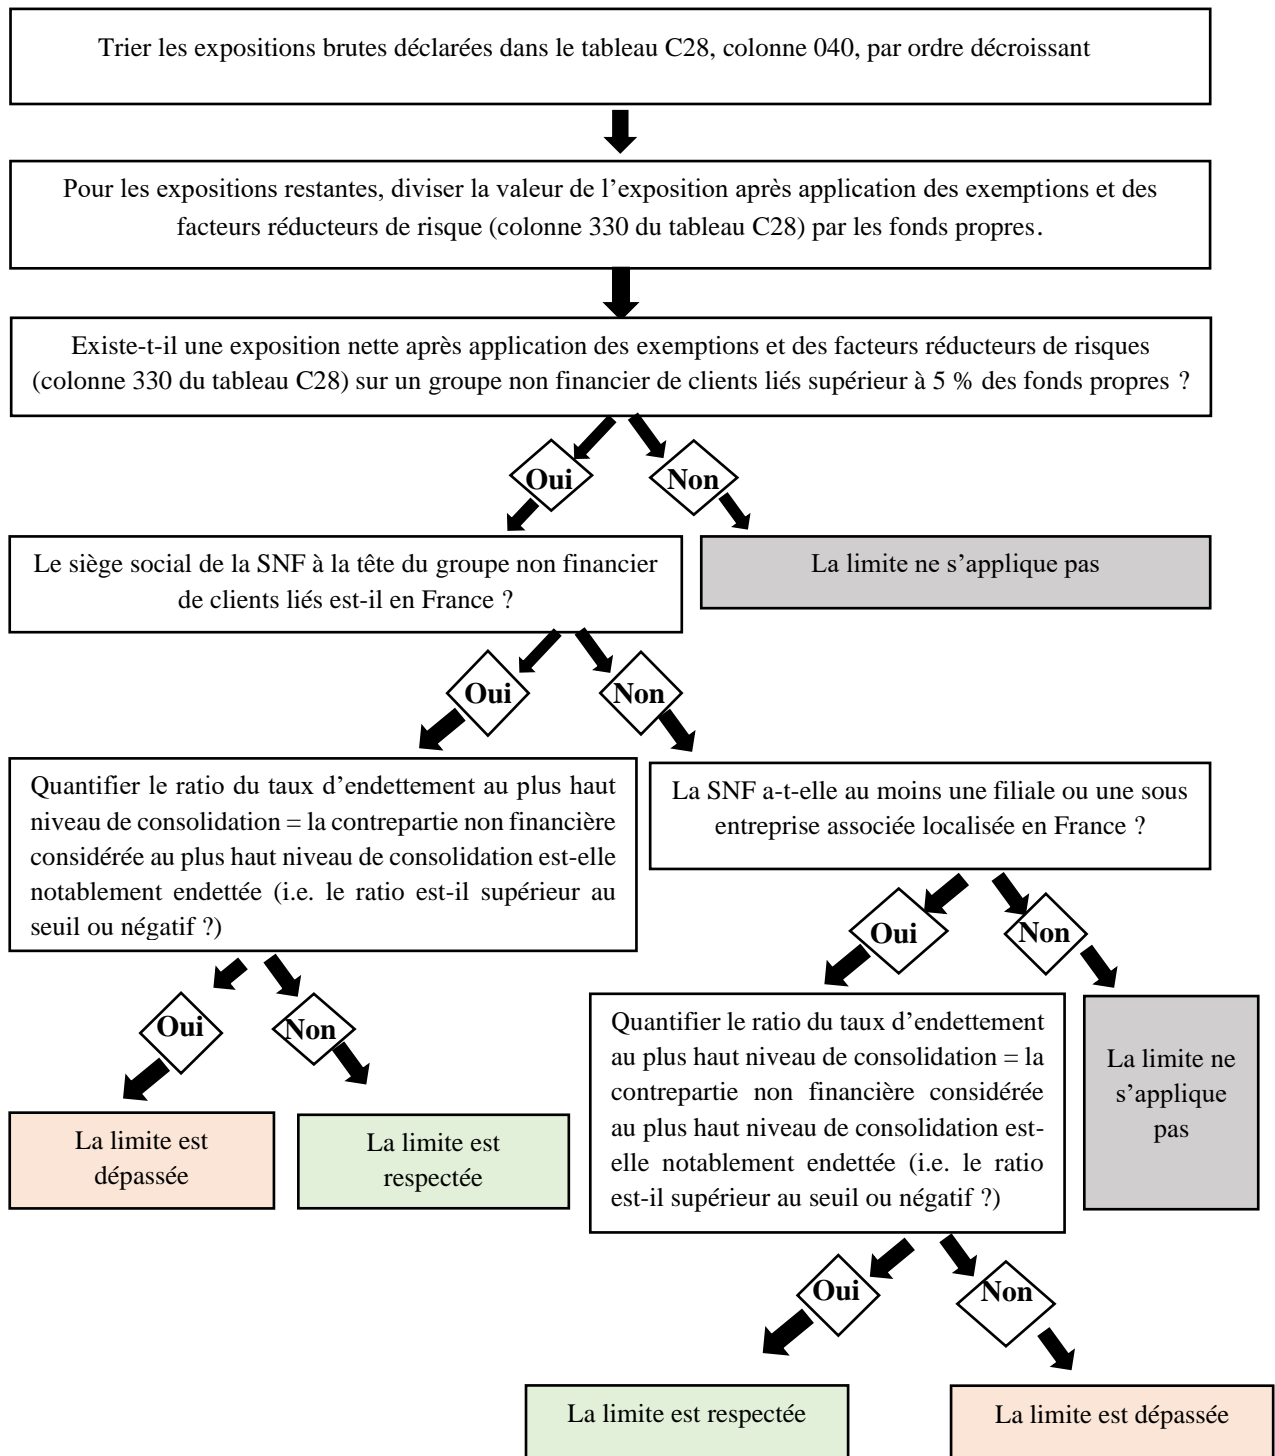 Trier les expositions brutes déclarées dans le tableau C28, colonne 040, par ordre décroissant
Pour les expositions restantes, diviser la valeur de l’exposition après application des exemptions et des
facteurs réducteurs de risque (colonne 330 du tableau C28) par les fonds propres.
Existe-t-il une exposition nette après application des exemptions et des facteurs réducteurs de risques
(colonne 330 du tableau C28) sur un groupe non financier de clients liés supérieur à 5 % des fonds propres ?
Oui
Non
Le siège social de la SNF à la tête du groupe non financier
de clients liés est-il en France ?
La limite ne s’applique pas
Oui
Non
Quantifier le ratio du taux d’endettement au plus haut
niveau de consolidation = la contrepartie non financière
considérée au plus haut niveau de consolidation est-elle
notablement endettée (i.e. le ratio est-il supérieur au
seuil ou négatif ?)
La SNF a-t-elle au moins une filiale ou une sous
entreprise associée localisée en France ?
Oui
Non
Oui
Non
Quantifier le ratio du taux d’endettement
au plus haut niveau de consolidation = la
contrepartie non financière considérée
au plus haut niveau de consolidation est-
elle notablement endettée (i.e. le ratio
est-il supérieur au seuil ou négatif ?)
La limite ne
s’applique
pas
La limite est
dépassée
La limite est
respectée
Oui
Non
La limite est respectée
La limite est dépassée